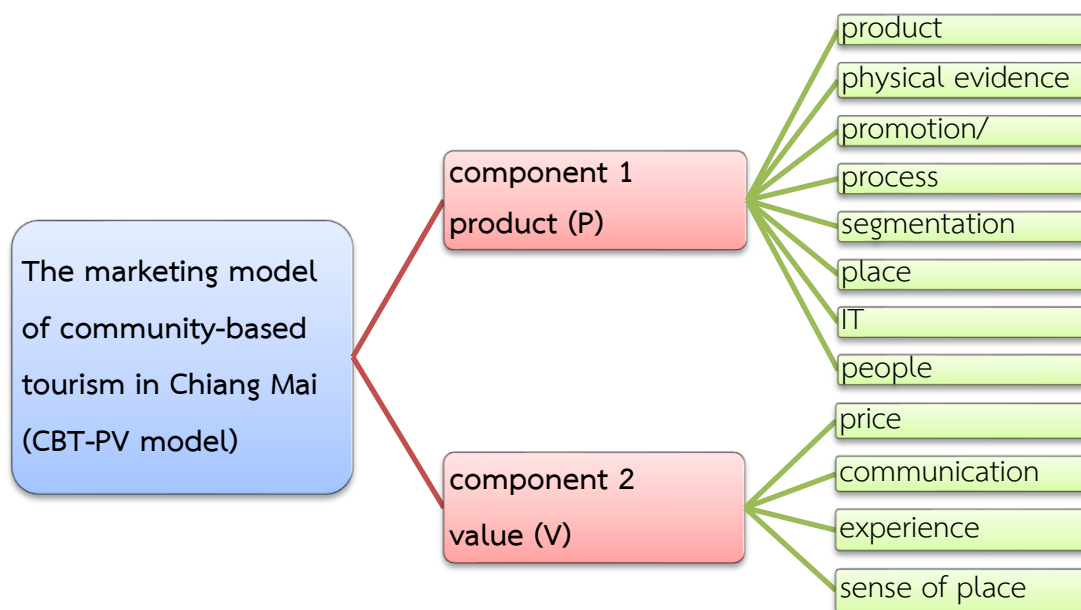 The marketing model
of community-based
tourism in Chiang Mai
(CBT-PV model)
component 1
product (P)
product
physical evidence
promotion/
process
segmentation
place
IT
people
component 2
value (V)
price
communication
experience
sense of place